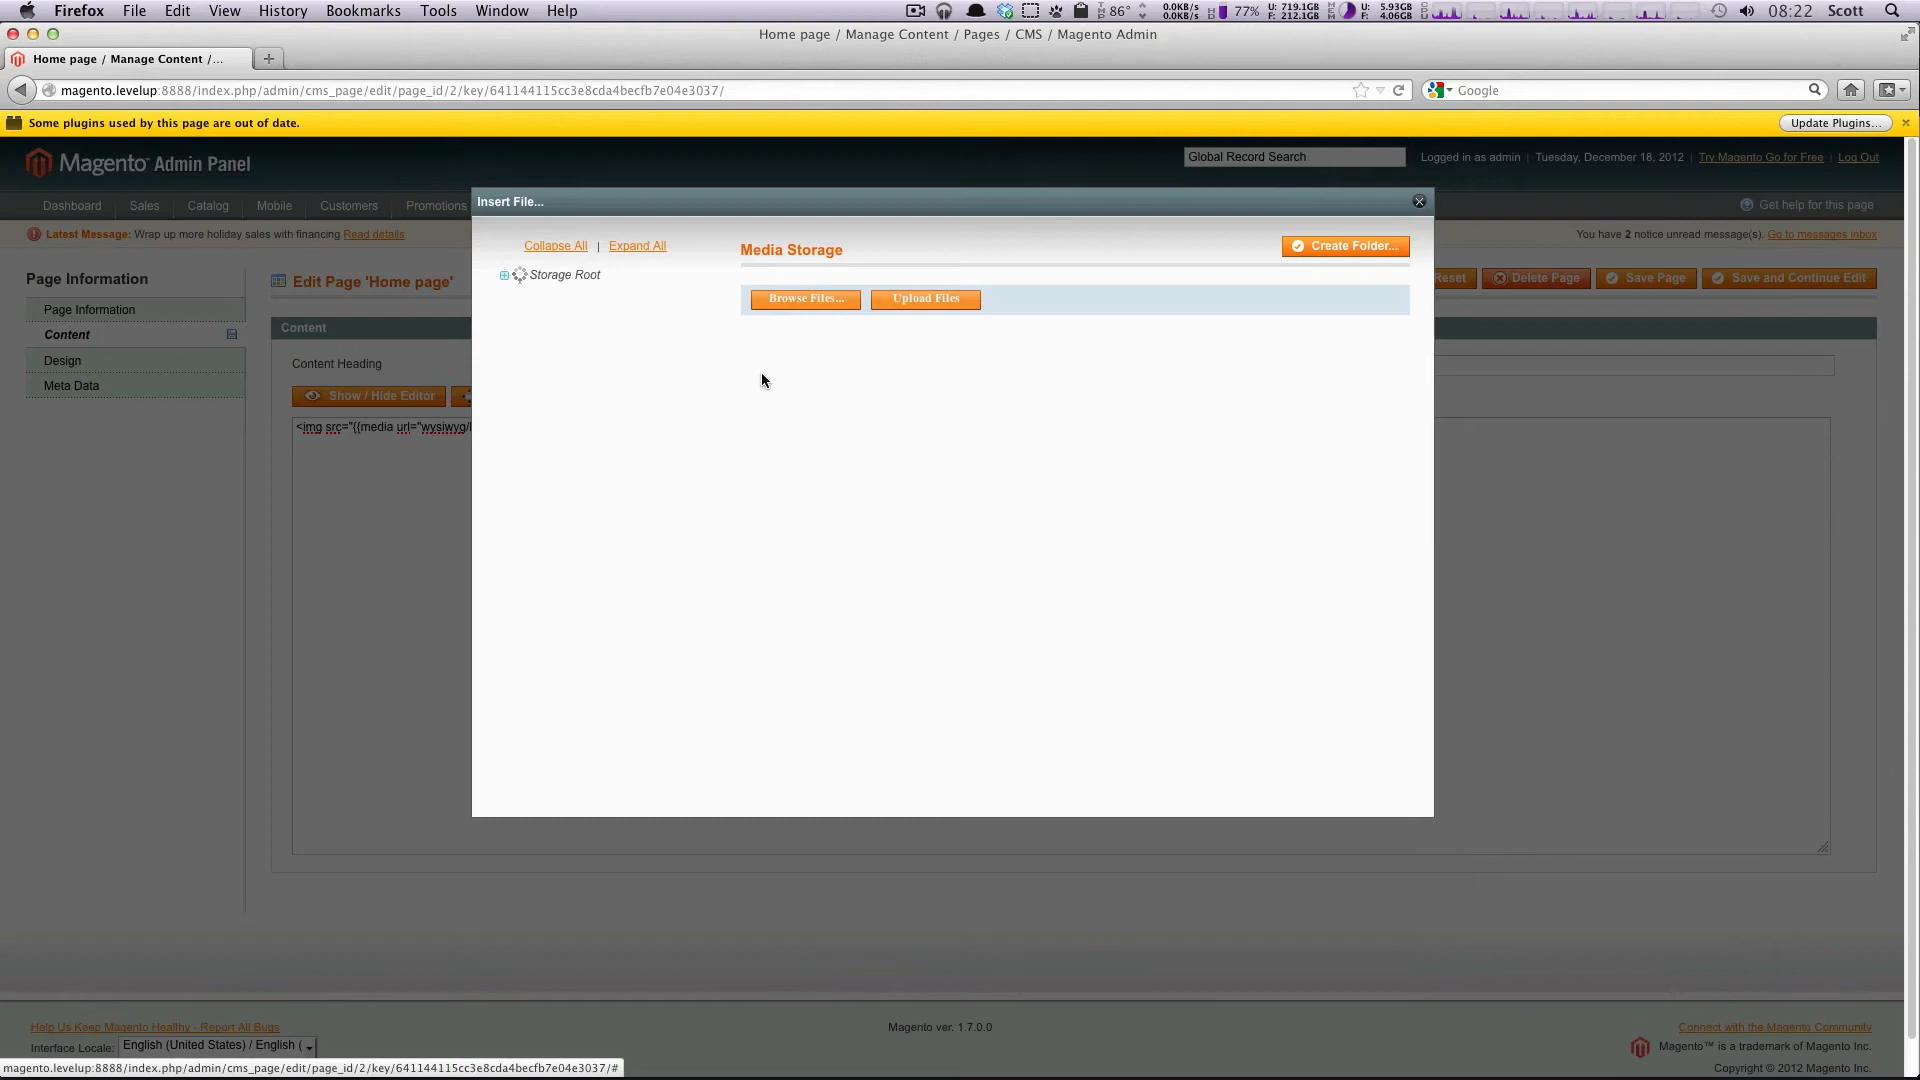 Firefox File Edit View History Bookmarks Tools Window Help 86° 0.0KB/s 0.0KB/s 77% U: 719.1GB F: 212.1GB U: 5.93GB F: 4.06GB 08:22 Scott
Home page / Manage Content / Pages / CMS / Magento Admin
Home page / Manage Content /...
magento.levelup:8888/index.php/admin/cms_page/edit/page_id/2/key/641144115cc3e8cda4becfb7e04e3037/ Google
Some plugins used by this page are out of date. Update Plugins...
Magento Admin Panel Global Record Search Logged in as admin | Tuesday, December 18, 2012 | Try Magento Go for Free | Log Out
Insert File...
Dashboard Sales Catalog Mobile Customers Promotions Get help for this page
Latest Message: Wrap up more holiday sales with financing Read details You have 2 notice unread message(s). Go to messages inbox
Collapse All | Expand All Media Storage Create Folder...
Storage Root
Page Information Edit Page 'Home page' Reset Delete Page Save Page Save and Continue Edit
Browse Files... Upload Files
Page Information
Content
Content
Design
Content Heading
Meta Data
Show / Hide Editor
<img src="{{media url="wysiwyg/
Help Us Keep Magento Healthy - Report All Bugs Magento ver. 1.7.0.0 Connect with the Magento Community
Interface Locale: English (United States) / English ( Magento™ is a trademark of Magento Inc.
magento.levelup:8888/index.php/admin/cms_page/edit/page_id/2/key/641144115cc3e8cda4becfb7e04e3037/# Copyright © 2012 Magento Inc.